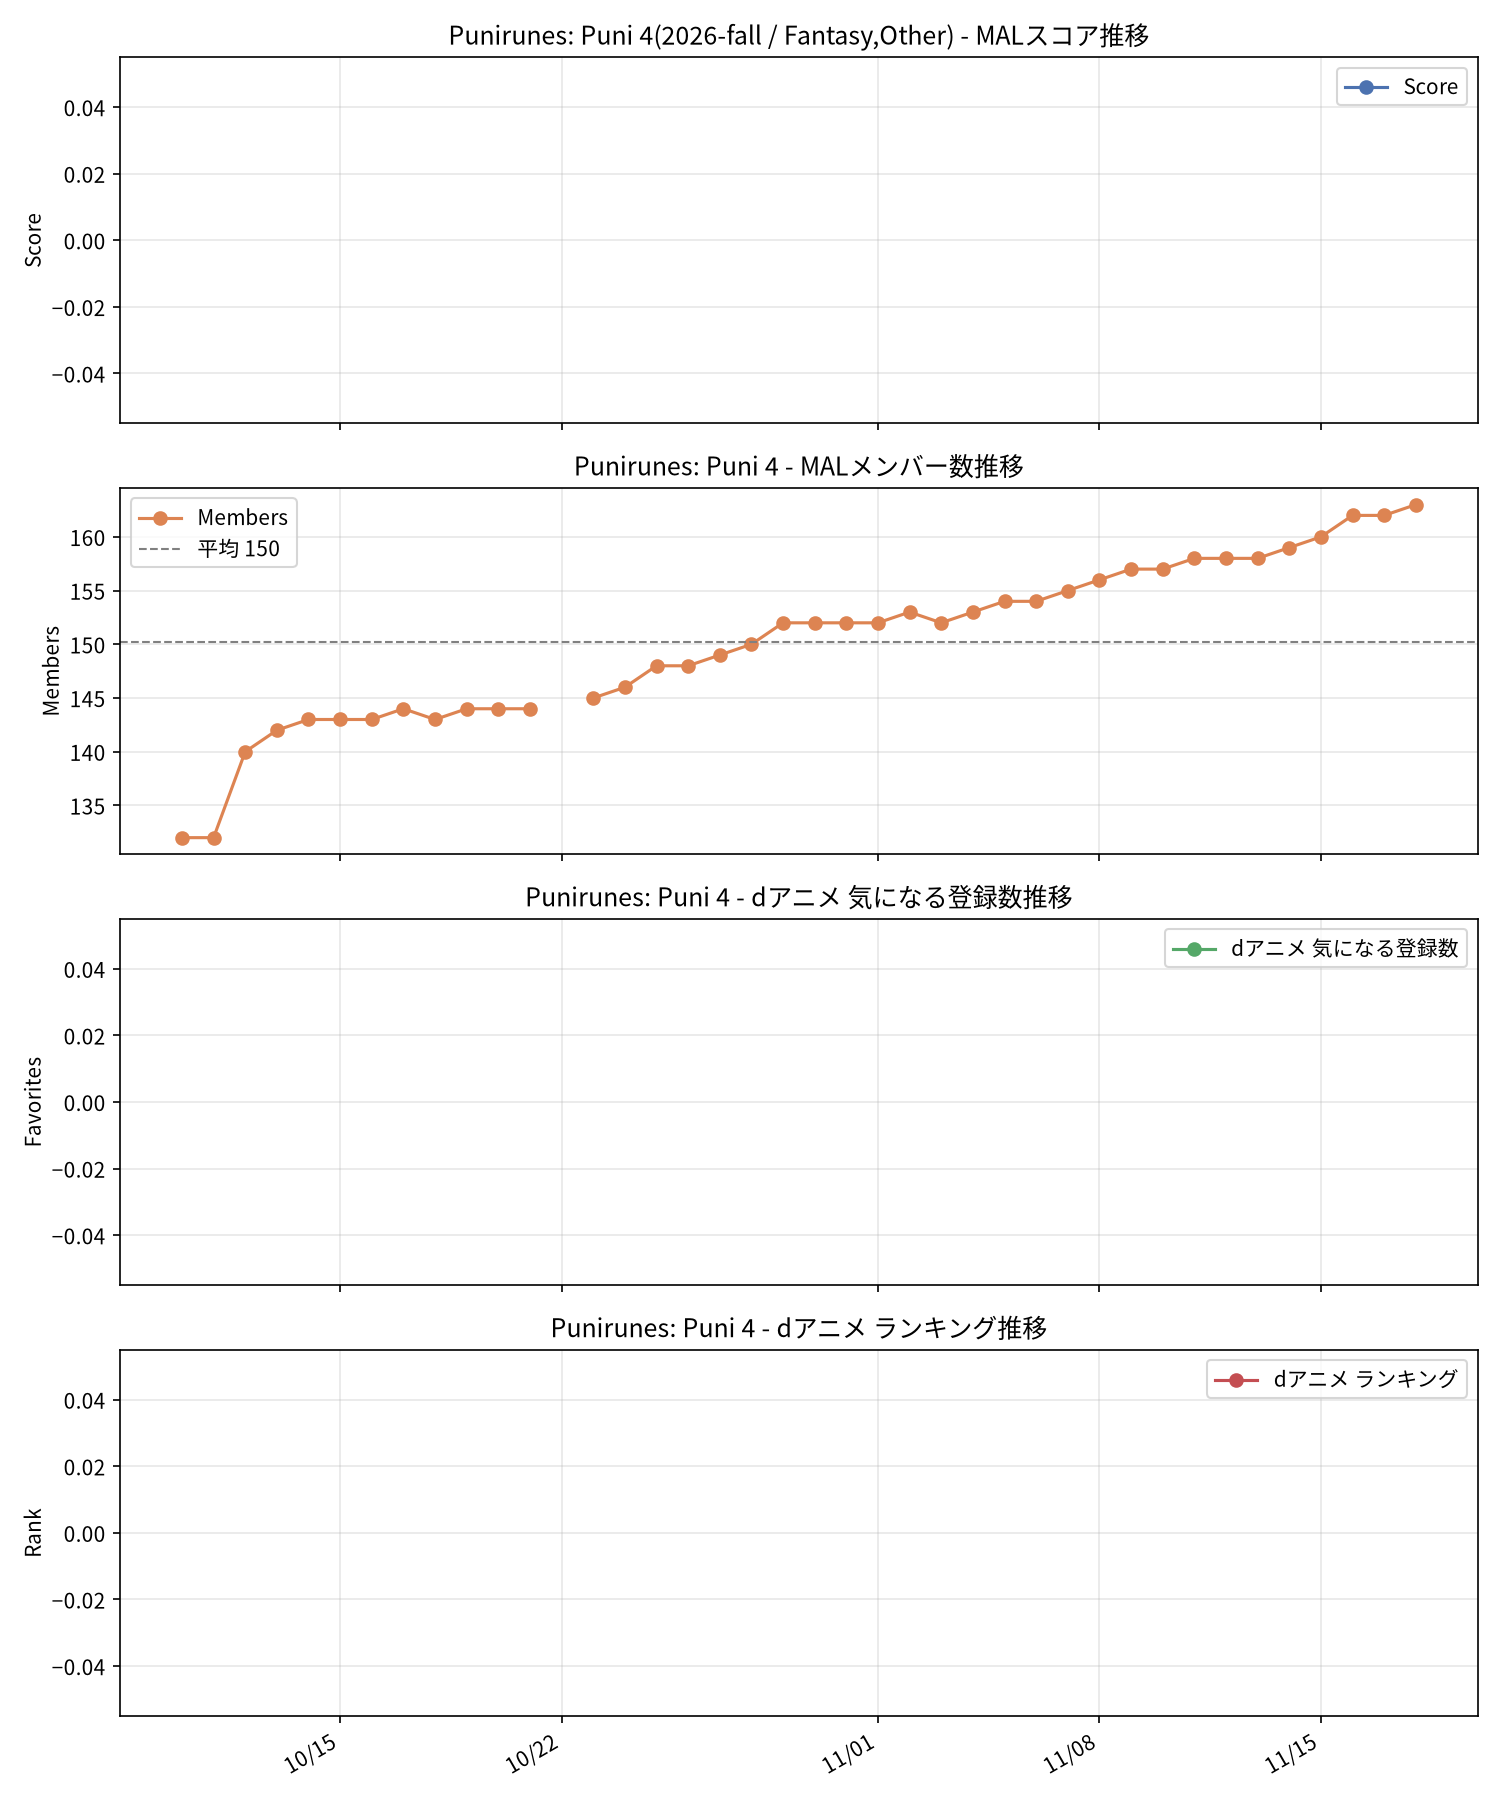 Punirunes: Puni 4(2026-fall / Fantasy,Other) - MALスコア推移
Score
0.04
0.02
0.00
−0.02
−0.04
Score
Punirunes: Puni 4 - MALメンバー数推移
Members
平均 150
160
155
150
145
140
135
Members
Punirunes: Puni 4 - dアニメ 気になる登録数推移
dアニメ 気になる登録数
0.04
0.02
0.00
−0.02
−0.04
Favorites
Punirunes: Puni 4 - dアニメ ランキング推移
dアニメ ランキング
0.04
0.02
0.00
−0.02
−0.04
Rank
10/15
10/22
11/01
11/08
11/15